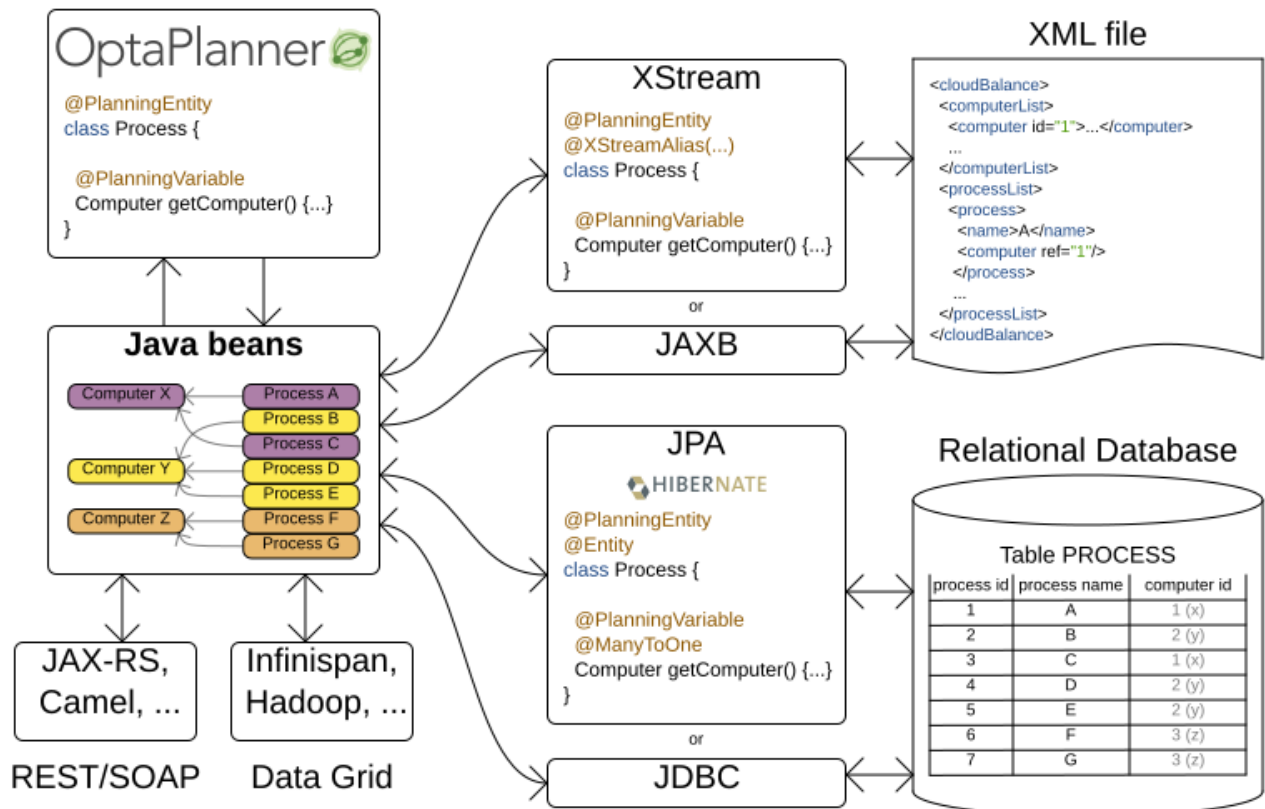 OptaPlanner
@PlanningEntity
class Process {
@PlanningVariable
Computer getComputer() {...}
}
Java beans
Computer X
Process A
Process B
Process C
Computer Y
Process D
Process E
Computer Z
Process F
Process G
JAX-RS,
Camel, ...
REST/SOAP
Infinispan,
Hadoop, ...
Data Grid
XStream
@PlanningEntity
@XStreamAlias(...)
class Process {
@PlanningVariable
Computer getComputer() {...}
}
or
JAXB
XML file
<cloudBalance>
<computerList>
<computer id="1">...</computer>
...
</computerList>
<processList>
<process>
<name>A</name>
<computer ref="1"/>
</process>
...
</processList>
</cloudBalance>
JPA
HIBERNATE
@PlanningEntity
@Entity
class Process {
@PlanningVariable
@ManyToOne
Computer getComputer() {...}
}
or
JDBC
Relational Database
Table PROCESS
process id process name computer id
1 A 1 (x)
2 B 2 (y)
3 C 1 (x)
4 D 2 (y)
5 E 2 (y)
6 F 3 (z)
7 G 3 (z)